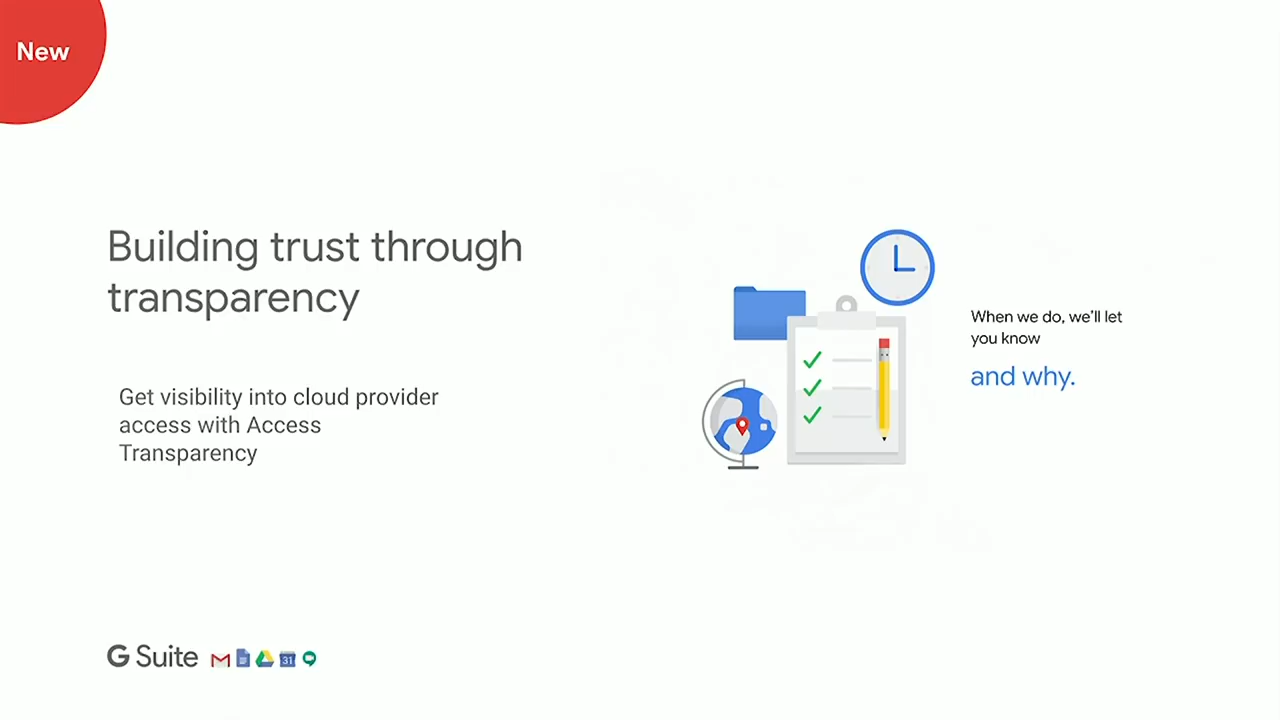 New
Building trust through
transparency
Get visibility into cloud provider
access with Access
Transparency
When we do, we'll let
you know
and why.
G Suite
31